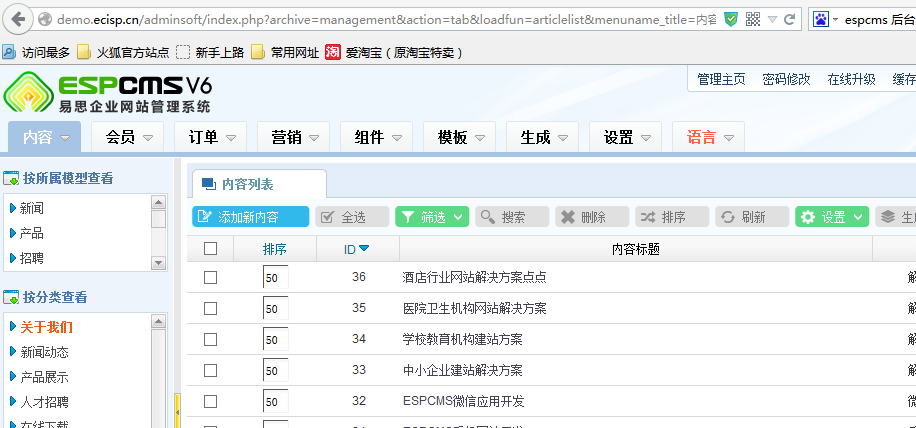 demo.ecisp.cn/adminsoft/index.php?archive=management&action=tab&loadfun=articlelist&menuname_title=内容 espcms 后台
访问最多 火狐官方站点 新手上路 常用网址 淘 爱淘宝（原淘宝特卖）
ESPCMS V6
易思企业网站管理系统
管理主页 密码修改 在线升级 缓存
内容 会员 订单 营销 组件 模板 生成 设置 语言
按所属模型查看
新闻
产品
招聘
按分类查看
关于我们
新闻动态
产品展示
人才招聘
在线下载
内容列表
添加新内容 全选 筛选 搜索 删除 排序 刷新 设置 生
排序 ID 内容标题
50 36 酒店行业网站解决方案点点 解
50 35 医院卫生机构网站解决方案 解
50 34 学校教育机构建站方案 解
50 33 中小企业建站解决方案 解
50 32 ESPCMS微信应用开发 微